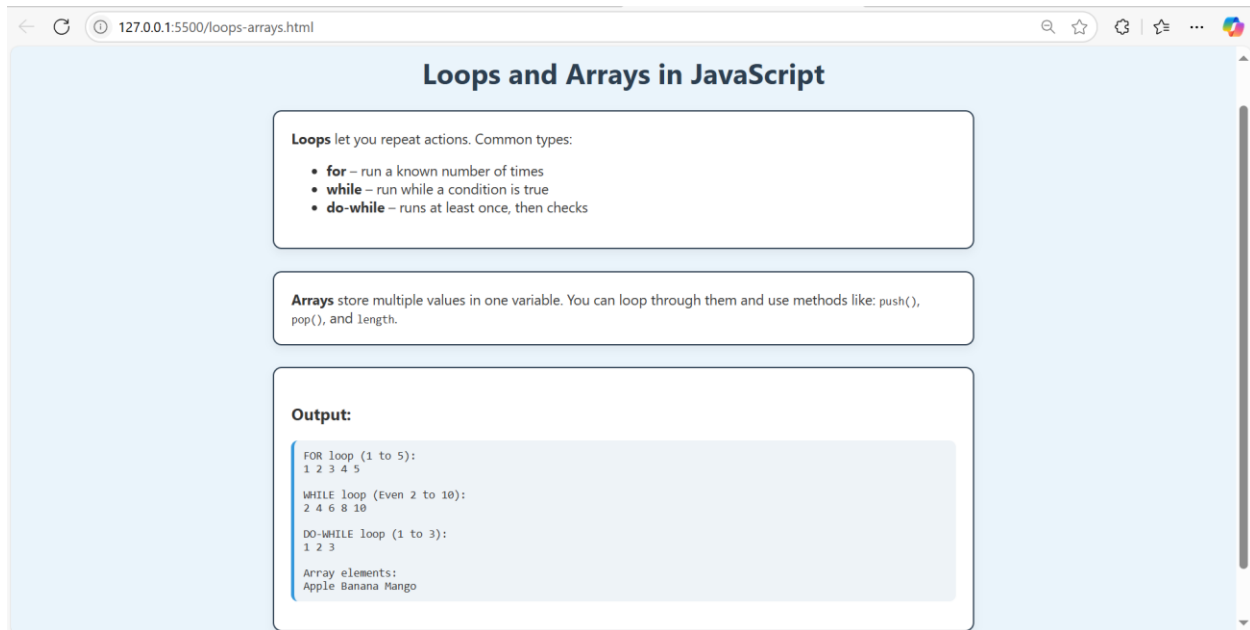 127.0.0.1:5500/loops-arrays.html
Loops and Arrays in JavaScript
Loops let you repeat actions. Common types:
• for – run a known number of times
• while – run while a condition is true
• do-while – runs at least once, then checks
Arrays store multiple values in one variable. You can loop through them and use methods like: push(),
pop(), and length.
Output:
FOR loop (1 to 5):
1 2 3 4 5
WHILE loop (Even 2 to 10):
2 4 6 8 10
DO-WHILE loop (1 to 3):
1 2 3
Array elements:
Apple Banana Mango